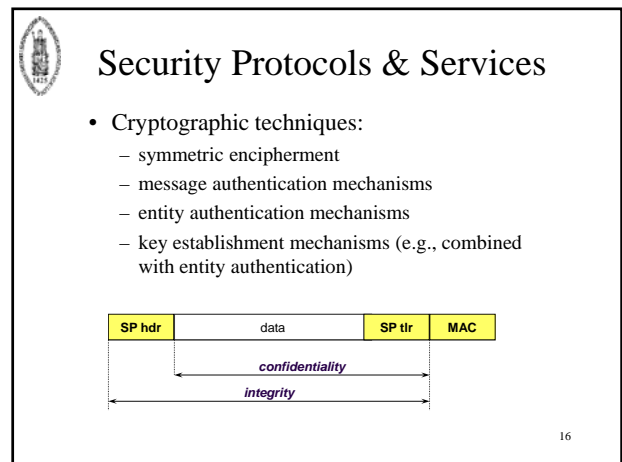 1425
Security Protocols & Services
• Cryptographic techniques:
– symmetric encipherment
– message authentication mechanisms
– entity authentication mechanisms
– key establishment mechanisms (e.g., combined
with entity authentication)
SP hdr data SP tlr MAC
confidentiality
integrity
16